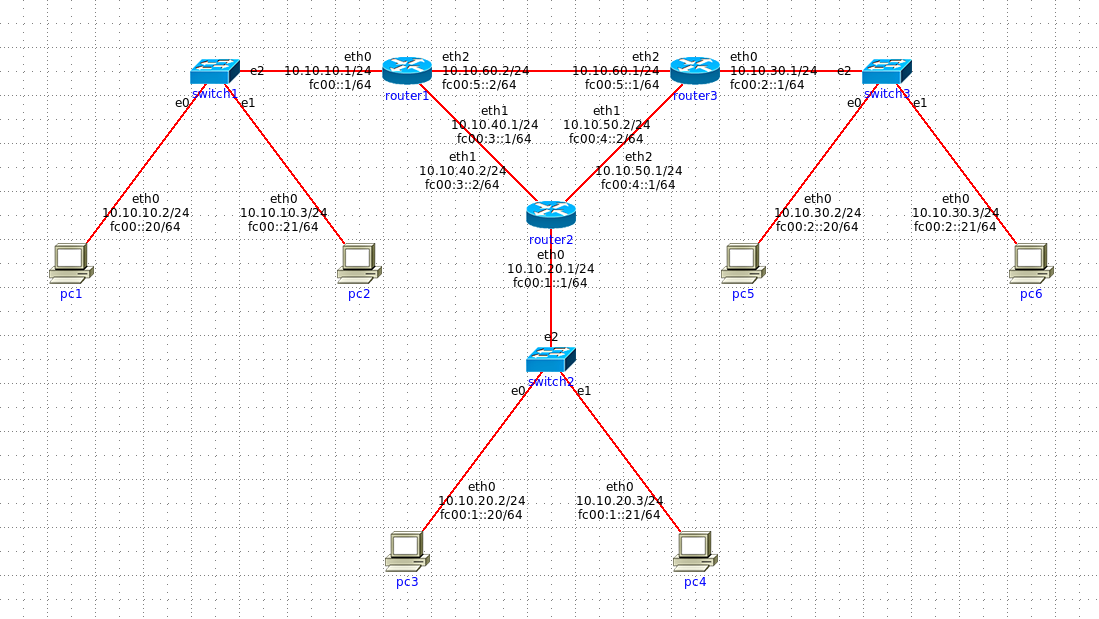 eth0
10.10.10.1/24
fc00::1/64
eth2
10.10.60.2/24
fc00:5::2/64
eth2
10.10.60.1/24
fc00:5::1/64
eth0
10.10.30.1/24
fc00:2::1/64
e2
e2
switch1
router1
router3
switch3
e0
e1
e0
e1
eth1
10.10.40.1/24
fc00:3::1/64
eth1
10.10.50.2/24
fc00:4::2/64
eth1
10.10.40.2/24
fc00:3::2/64
eth2
10.10.50.1/24
fc00:4::1/64
eth0
10.10.10.2/24
fc00::20/64
eth0
10.10.10.3/24
fc00::21/64
eth0
10.10.30.2/24
fc00:2::20/64
eth0
10.10.30.3/24
fc00:2::21/64
router2
eth0
10.10.20.1/24
fc00:1::1/64
pc1
pc2
pc5
pc6
e2
switch2
e0
e1
eth0
10.10.20.2/24
fc00:1::20/64
eth0
10.10.20.3/24
fc00:1::21/64
pc3
pc4